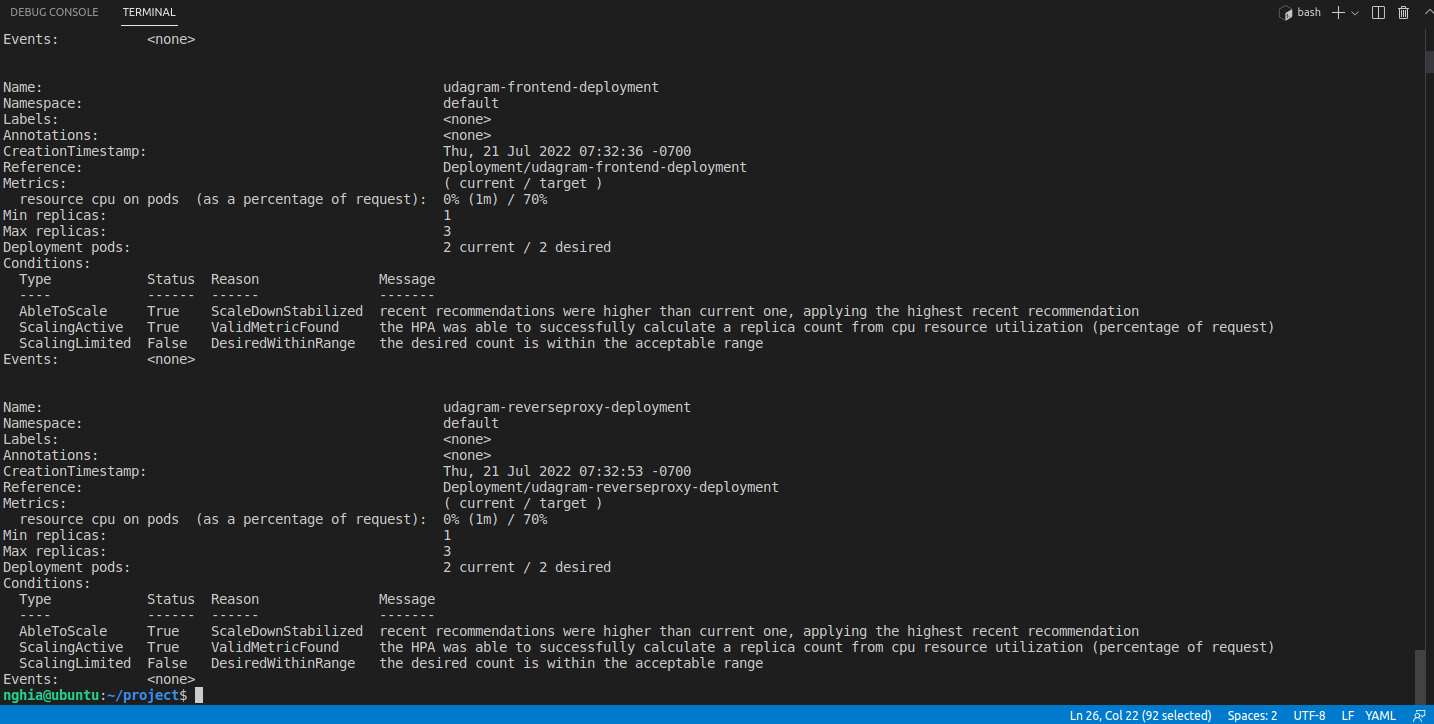 DEBUG CONSOLE TERMINAL bash
Events: <none>
Name: udagram-frontend-deployment
Namespace: default
Labels: <none>
Annotations: <none>
CreationTimestamp: Thu, 21 Jul 2022 07:32:36 -0700
Reference: Deployment/udagram-frontend-deployment
Metrics: ( current / target )
resource cpu on pods (as a percentage of request): 0% (1m) / 70%
Min replicas: 1
Max replicas: 3
Deployment pods: 2 current / 2 desired
Conditions:
Type Status Reason Message
---- ------ ------ -------
AbleToScale True ScaleDownStabilized recent recommendations were higher than current one, applying the highest recent recommendation
ScalingActive True ValidMetricFound the HPA was able to successfully calculate a replica count from cpu resource utilization (percentage of request)
ScalingLimited False DesiredWithinRange the desired count is within the acceptable range
Events: <none>
Name: udagram-reverseproxy-deployment
Namespace: default
Labels: <none>
Annotations: <none>
CreationTimestamp: Thu, 21 Jul 2022 07:32:53 -0700
Reference: Deployment/udagram-reverseproxy-deployment
Metrics: ( current / target )
resource cpu on pods (as a percentage of request): 0% (1m) / 70%
Min replicas: 1
Max replicas: 3
Deployment pods: 2 current / 2 desired
Conditions:
Type Status Reason Message
---- ------ ------ -------
AbleToScale True ScaleDownStabilized recent recommendations were higher than current one, applying the highest recent recommendation
ScalingActive True ValidMetricFound the HPA was able to successfully calculate a replica count from cpu resource utilization (percentage of request)
ScalingLimited False DesiredWithinRange the desired count is within the acceptable range
Events: <none>
nghia@ubuntu:~/project$
Ln 26, Col 22 (92 selected) Spaces: 2 UTF-8 LF YAML